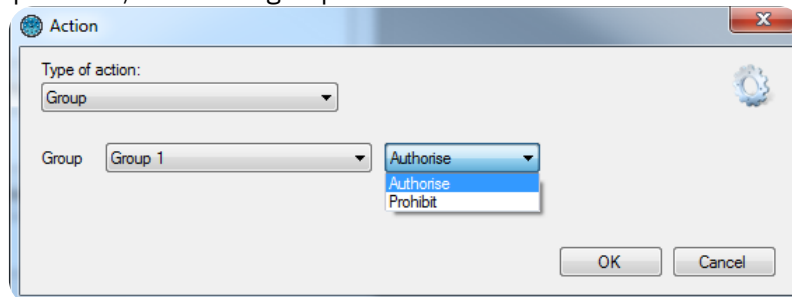 Action
Type of action:
Group
Group Group 1 Authorise
Authorise
Prohibit
OK Cancel